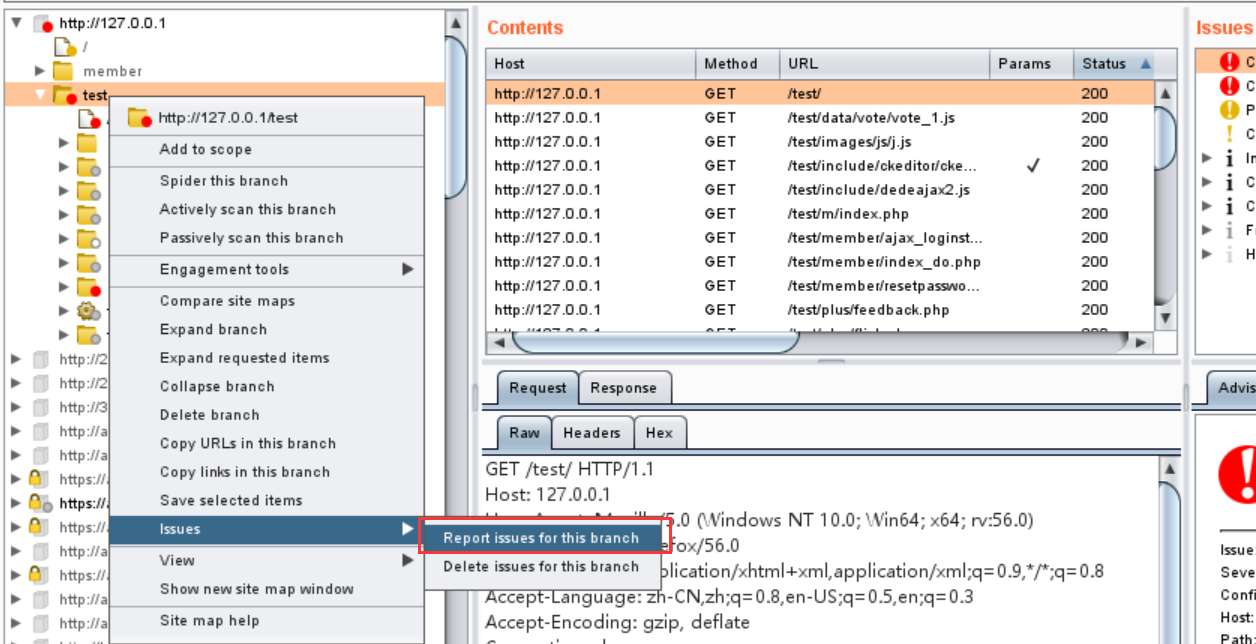 http://127.0.0.1
/
member
test
http://127.0.0.1/test
Add to scope
Spider this branch
Actively scan this branch
Passively scan this branch
Engagement tools
Compare site maps
Expand branch
Expand requested items
Collapse branch
Delete branch
Copy URLs in this branch
Copy links in this branch
Save selected items
Issues
View
Show new site map window
Site map help
Report issues for this branch
Delete issues for this branch
http://2
http://2
http://3
http://a
http://a
https://
https://
https://
http://a
https://
http://a
http://a
Contents
Host Method URL Params Status
http://127.0.0.1 GET /test/ 200
http://127.0.0.1 GET /test/data/vote/vote_1.js 200
http://127.0.0.1 GET /test/images/js/j.js 200
http://127.0.0.1 GET /test/include/ckeditor/cke... ✓ 200
http://127.0.0.1 GET /test/include/dedeajax2.js 200
http://127.0.0.1 GET /test/m/index.php 200
http://127.0.0.1 GET /test/member/ajax_loginst... 200
http://127.0.0.1 GET /test/member/index_do.php 200
http://127.0.0.1 GET /test/member/resetpasswo... 200
http://127.0.0.1 GET /test/plus/feedback.php 200
Request Response
Raw Headers Hex
GET /test/ HTTP/1.1
Host: 127.0.0.1
/5.0 (Windows NT 10.0; Win64; x64; rv:56.0)
efox/56.0
plication/xhtml+xml,application/xml;q=0.9,*/*;q=0.8
Accept-Language: zh-CN,zh;q=0.8,en-US;q=0.5,en;q=0.3
Accept-Encoding: gzip, deflate
Issues
C
C
P
C
In
C
C
F
H
Advis
Issue
Seve
Confi
Host:
Path: